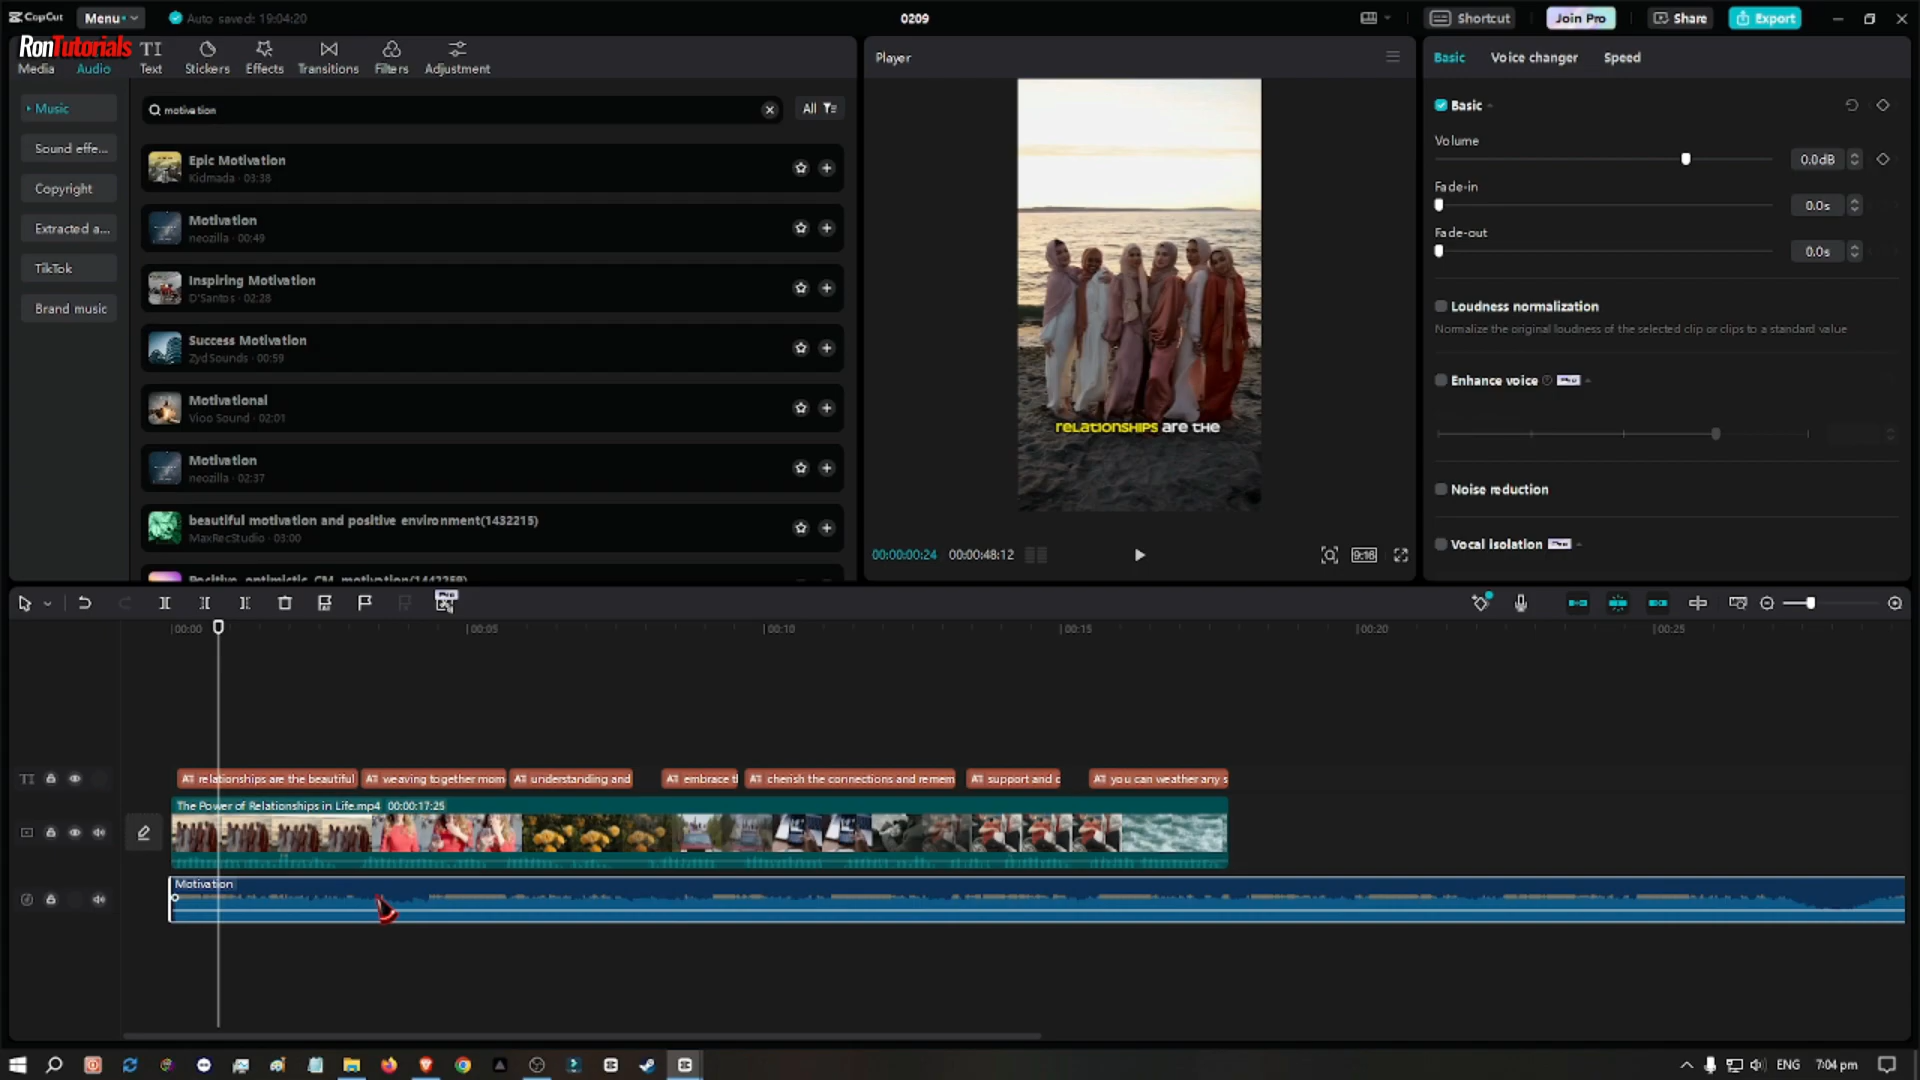 CapCut
Menu
Auto saved: 19:04:20
0209
Shortcut
Join Pro
Share
Export
RonTutorials
Media
Audio
TI
Text
Stickers
Effects
Transitions
Filters
Adjustment
Music
Sound effe...
Copyright
Extracted a...
TikTok
Brand music
motivation
All
Epic Motivation
Kidmada · 03:38
Motivation
neozilla · 00:49
Inspiring Motivation
D'Santos · 02:28
Success Motivation
ZydSounds · 00:59
Motivational
Vioo Sound · 02:01
Motivation
neozilla · 02:37
beautiful motivation and positive environment(1432215)
MaxRecStudio · 03:00
Player
relationships are the
00:00:00:24
00:00:48:12
9:16
Basic
Voice changer
Speed
Basic
Volume
0.0dB
Fade-in
0.0s
Fade-out
0.0s
Loudness normalization
Normalize the original loudness of the selected clip or clips to a standard value
Enhance voice
Pro
Noise reduction
Vocal isolation
Pro
Pro
00:00
00:05
00:10
00:15
00:20
00:25
TI
relationships are the beautiful
weaving together mom
understanding and
embrace t
cherish the connections and remem
support and c
you can weather any s
The Power of Relationships in Life.mp4 00:00:17:25
Motivation
ENG
7:04 pm